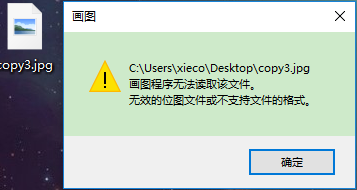 画图
C:\Users\xieco\Desktop\copy3.jpg
画图程序无法读取该文件。
无效的位图文件或不支持文件的格式。
确定
copy3.jpg